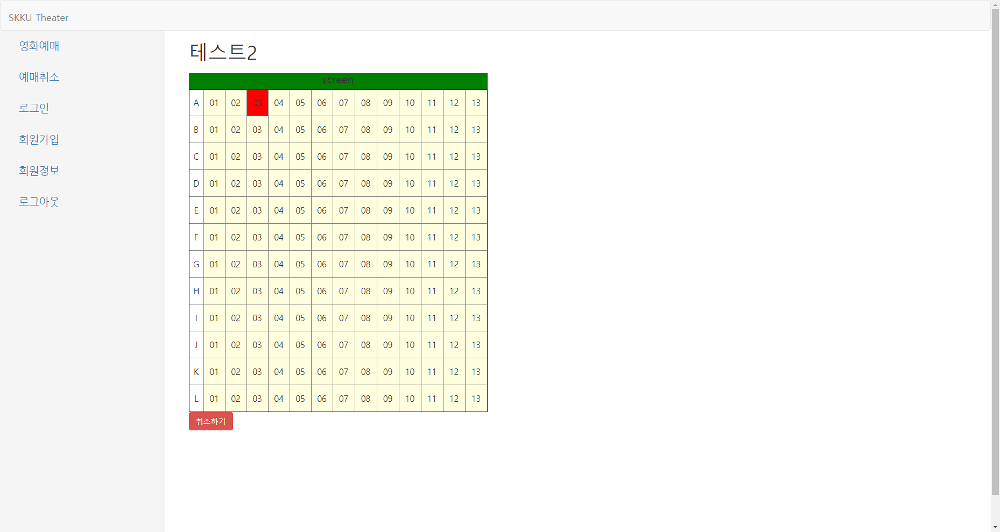 SKKU Theater
영화예매
예매취소
로그인
회원가입
회원정보
로그아웃
테스트2
screen
A 01 02 03 04 05 06 07 08 09 10 11 12 13
B 01 02 03 04 05 06 07 08 09 10 11 12 13
C 01 02 03 04 05 06 07 08 09 10 11 12 13
D 01 02 03 04 05 06 07 08 09 10 11 12 13
E 01 02 03 04 05 06 07 08 09 10 11 12 13
F 01 02 03 04 05 06 07 08 09 10 11 12 13
G 01 02 03 04 05 06 07 08 09 10 11 12 13
H 01 02 03 04 05 06 07 08 09 10 11 12 13
I 01 02 03 04 05 06 07 08 09 10 11 12 13
J 01 02 03 04 05 06 07 08 09 10 11 12 13
K 01 02 03 04 05 06 07 08 09 10 11 12 13
L 01 02 03 04 05 06 07 08 09 10 11 12 13
취소하기